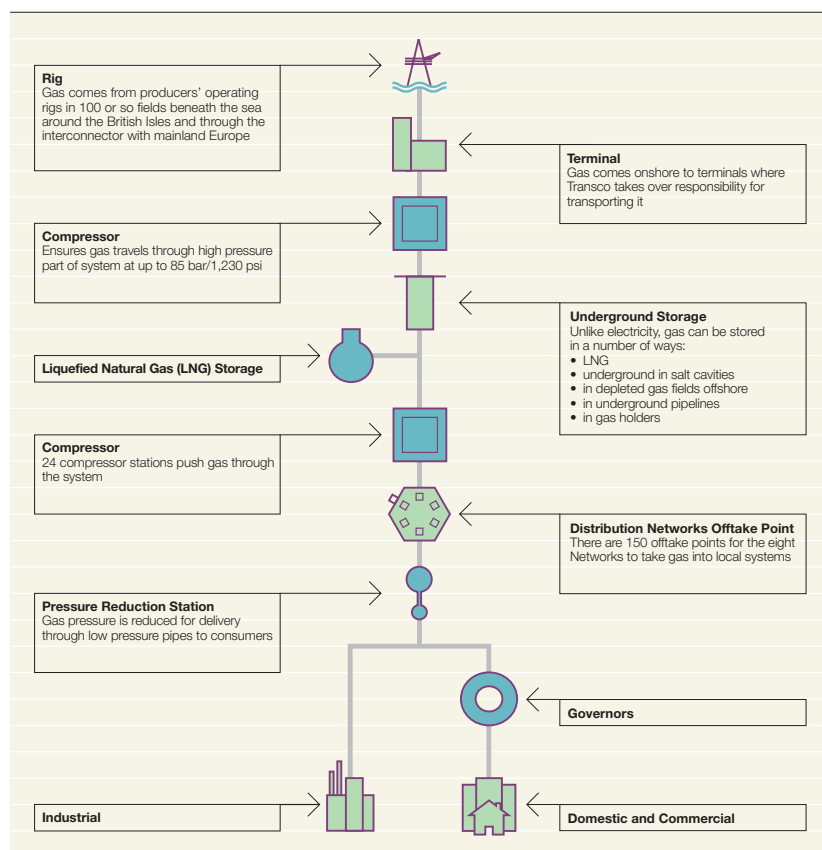 Rig
Gas comes from producers’ operating
rigs in 100 or so fields beneath the sea
around the British Isles and through the
interconnector with mainland Europe
Terminal
Gas comes onshore to terminals where
Transco takes over responsibility for
transporting it
Compressor
Ensures gas travels through high pressure
part of system at up to 85 bar/1,230 psi
Underground Storage
Unlike electricity, gas can be stored
in a number of ways:
• LNG
• underground in salt cavities
• in depleted gas fields offshore
• in underground pipelines
• in gas holders
Liquefied Natural Gas (LNG) Storage
Compressor
24 compressor stations push gas through
the system
Distribution Networks Offtake Point
There are 150 offtake points for the eight
Networks to take gas into local systems
Pressure Reduction Station
Gas pressure is reduced for delivery
through low pressure pipes to consumers
Governors
Industrial
Domestic and Commercial